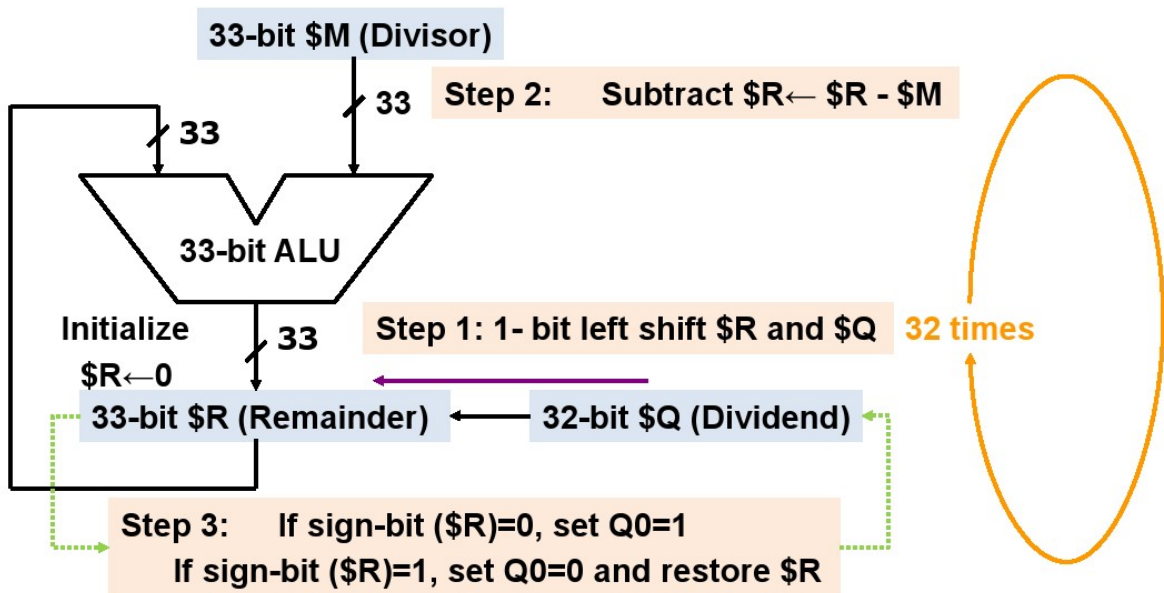 33-bit $M (Divisor)
33
Step 2: Subtract $R← $R - $M
33
33-bit ALU
Initialize
$R←0
33
Step 1: 1- bit left shift $R and $Q
32 times
33-bit $R (Remainder)
32-bit $Q (Dividend)
Step 3: If sign-bit ($R)=0, set Q0=1
If sign-bit ($R)=1, set Q0=0 and restore $R